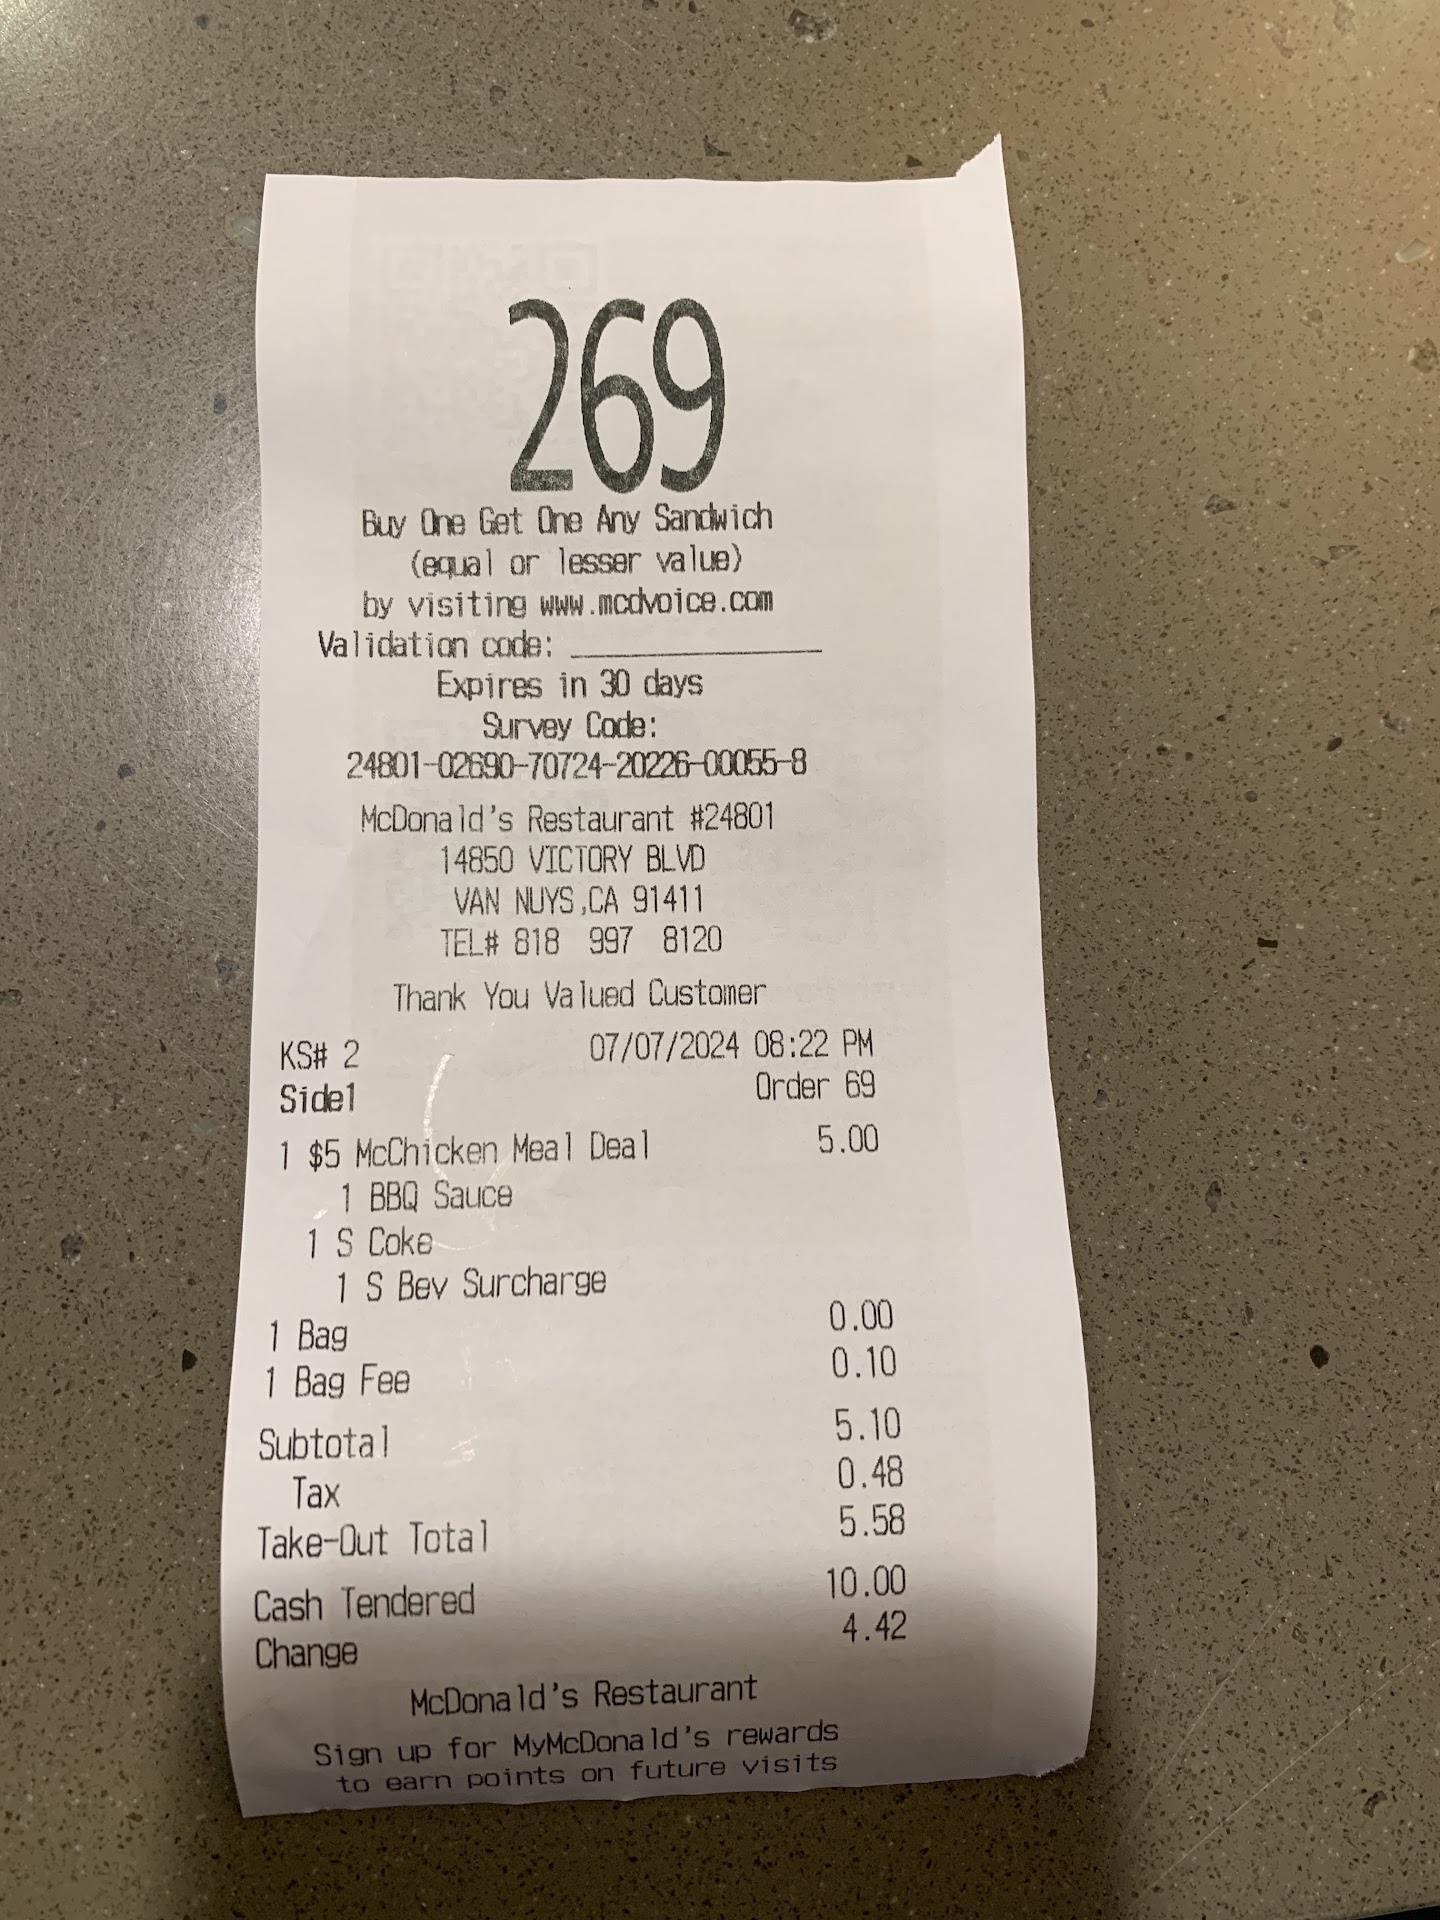 269
Buy One Get One Any Sandwich
(equal or lesser value)
by visiting www.mcdvoice.com
Validation code: ________________
Expires in 30 days
Survey Code:
24801-02690-70724-20226-00055-8
McDonald's Restaurant #24801
14850 VICTORY BLVD
VAN NUYS,CA 91411
TEL# 818 997 8120
Thank You Valued Customer
KS# 2 07/07/2024 08:22 PM
Side1 Order 69
1 $5 McChicken Meal Deal 5.00
1 BBQ Sauce
1 S Coke
1 S Bev Surcharge
1 Bag 0.00
1 Bag Fee 0.10
Subtotal 5.10
Tax 0.48
Take-Out Total 5.58
Cash Tendered 10.00
Change 4.42
McDonald's Restaurant
Sign up for MyMcDonald's rewards
to earn points on future visits